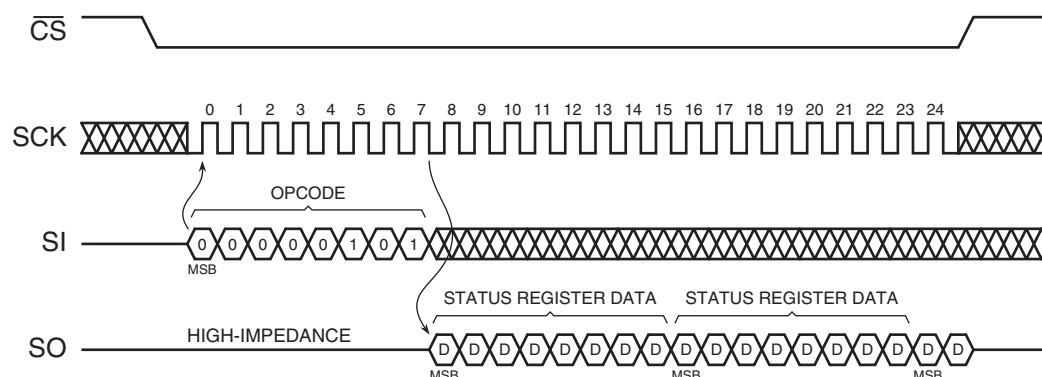 C̅S̅
0 1 2 3 4 5 6 7 8 9 10 11 12 13 14 15 16 17 18 19 20 21 22 23 24
SCK
OPCODE
SI
0 0 0 0 0 1 0 1
MSB
STATUS REGISTER DATA STATUS REGISTER DATA
HIGH-IMPEDANCE
SO
D D D D D D D D D D D D D D D D D D
MSB MSB MSB